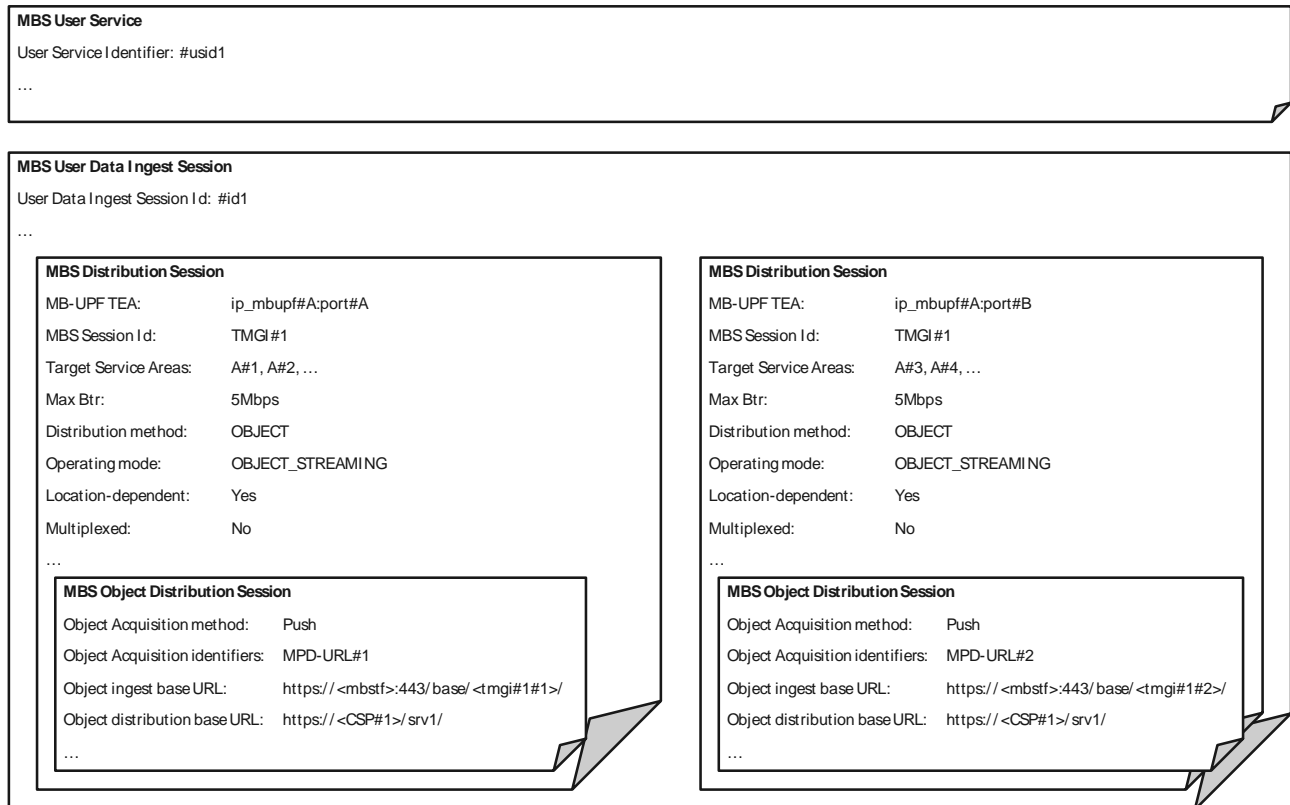 MBS User Service
User Service Identifier: #usid1
…
MBS User Data Ingest Session
User Data Ingest Session Id: #id1
…
MBS Distribution Session
MB-UPF TEA: ip_mbupf#A:port#A
MBS Session Id: TMGI#1
Target Service Areas: A#1, A#2, …
Max Btr: 5Mbps
Distribution method: OBJECT
Operating mode: OBJECT_STREAMING
Location-dependent: Yes
Multiplexed: No
…
MBS Object Distribution Session
Object Acquisition method: Push
Object Acquisition identifiers: MPD-URL#1
Object ingest base URL: https://<mbstf>:443/base/<tmgi#1#1>/
Object distribution base URL: https://<CSP#1>/srv1/
…
MBS Distribution Session
MB-UPF TEA: ip_mbupf#A:port#B
MBS Session Id: TMGI#1
Target Service Areas: A#3, A#4, …
Max Btr: 5Mbps
Distribution method: OBJECT
Operating mode: OBJECT_STREAMING
Location-dependent: Yes
Multiplexed: No
…
MBS Object Distribution Session
Object Acquisition method: Push
Object Acquisition identifiers: MPD-URL#2
Object ingest base URL: https://<mbstf>:443/base/<tmgi#1#2>/
Object distribution base URL: https://<CSP#1>/srv1/
…